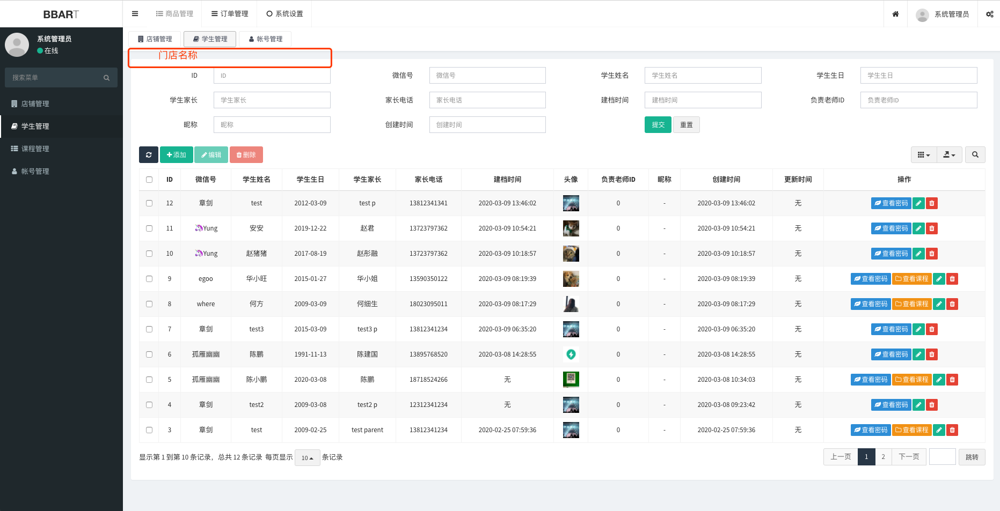 BBART
商品管理 订单管理 系统设置 系统管理员
系统管理员
在线
店铺管理 学生管理 帐号管理
门店名称
搜索菜单
店铺管理
学生管理
课程管理
帐号管理
ID ID 微信号 微信号 学生姓名 学生姓名 学生生日 学生生日
学生家长 学生家长 家长电话 家长电话 建档时间 建档时间 负责老师ID 负责老师ID
昵称 昵称 创建时间 创建时间 提交 重置
添加 编辑 删除
ID 微信号 学生姓名 学生生日 学生家长 家长电话 建档时间 头像 负责老师ID 昵称 创建时间 更新时间 操作
12 章剑 test 2012-03-09 test p 13812341341 2020-03-09 13:46:02 0 - 2020-03-09 13:46:02 无 查看密码
11 🦄Yung 安安 2019-12-22 赵君 13723797362 2020-03-09 10:54:21 0 - 2020-03-09 10:54:21 无 查看密码
10 🦄Yung 赵猪猪 2017-08-19 赵彤融 13723797362 2020-03-09 10:18:57 0 - 2020-03-09 10:18:57 无 查看密码
9 egoo 华小旺 2015-01-27 华小姐 13590350122 2020-03-09 08:19:39 0 - 2020-03-09 08:19:39 无 查看密码 查看课程
8 where 何方 2009-03-09 何细生 18023095011 2020-03-09 08:17:29 0 - 2020-03-09 08:17:29 无 查看密码 查看课程
7 章剑 test3 2015-03-09 test3 p 13812341234 2020-03-09 06:35:20 0 - 2020-03-09 06:35:20 无 查看密码
6 孤雁幽幽 陈鹏 1991-11-13 陈建国 13895768520 2020-03-08 14:28:55 0 - 2020-03-08 14:28:55 无 查看密码
5 孤雁幽幽 陈小鹏 2020-03-08 陈鹏 18718524266 无 0 - 2020-03-08 10:34:03 无 查看密码 查看课程
4 章剑 test2 2009-03-08 test2 p 12312341234 无 0 - 2020-03-08 09:23:42 无 查看密码
3 章剑 test 2009-02-25 test parent 13812341234 2020-02-25 07:59:36 0 - 2020-02-25 07:59:36 无 查看密码 查看课程
显示第 1 到第 10 条记录，总共 12 条记录 每页显示 10 条记录 上一页 1 2 下一页 跳转